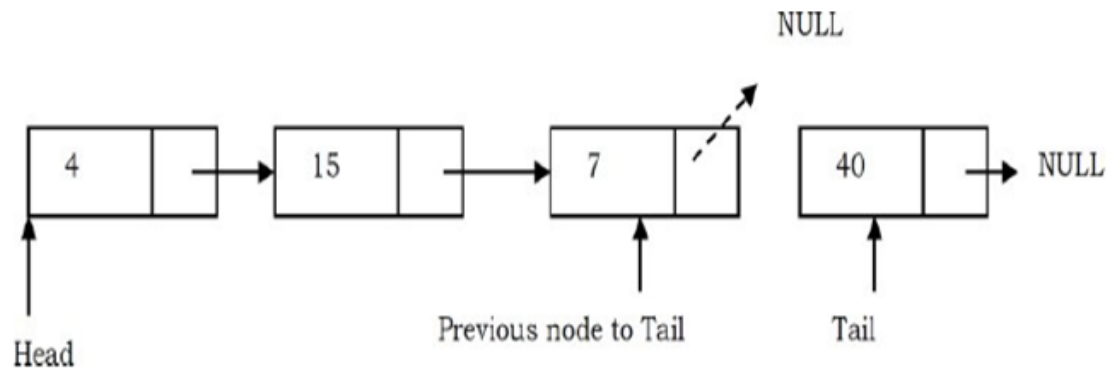 NULL
4
15
7
40
NULL
Previous node to Tail
Tail
Head